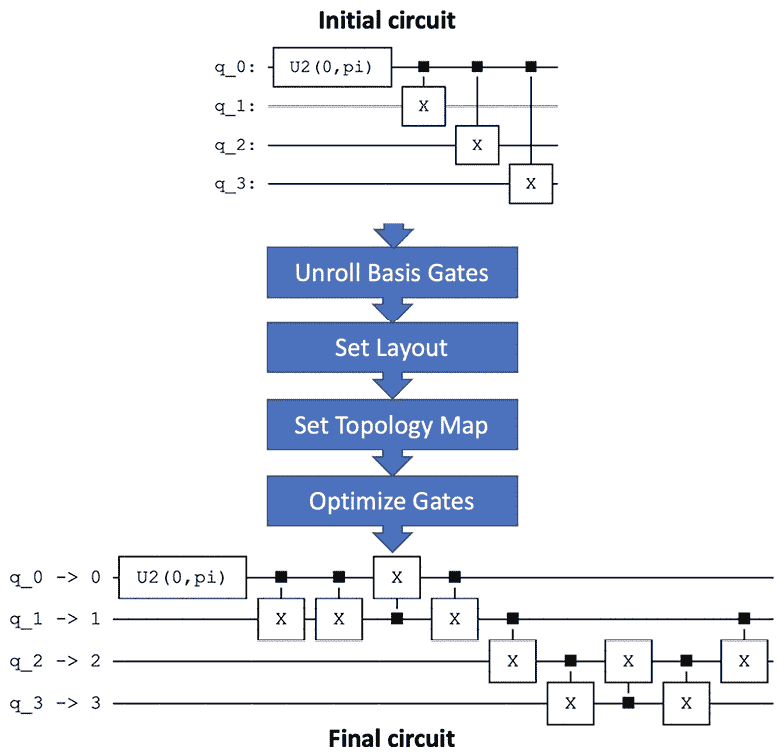 Initial circuit
q_0: U2(0,pi)
q_1: X
q_2: X
q_3: X
Unroll Basis Gates
Set Layout
Set Topology Map
Optimize Gates
q_0 -> 0 U2(0,pi) X
q_1 -> 1 X X X
q_2 -> 2 X X X
q_3 -> 3 X X
Final circuit